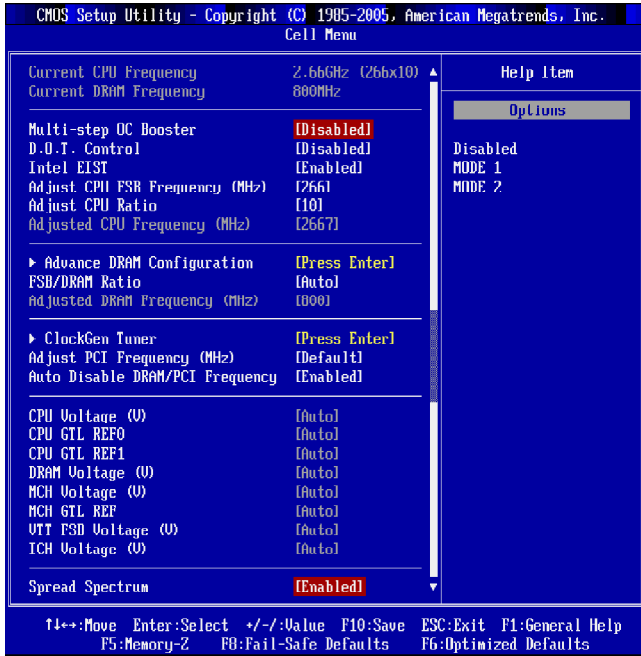 CMOS Setup Utility - Copyright (C) 1985-2005, American Megatrends, Inc.
Cell Menu
Current CPU Frequency 2.66GHz (266x10)
Current DRAM Frequency 800MHz
Multi-step OC Booster [Disabled]
D.O.T. Control [Disabled]
Intel EIST [Enabled]
Adjust CPU FSB Frequency (MHz) [266]
Adjust CPU Ratio [10]
Adjusted CPU Frequency (MHz) [2667]
▶ Advance DRAM Configuration [Press Enter]
FSB/DRAM Ratio [Auto]
Adjusted DRAM Frequency (MHz) [800]
▶ ClockGen Tuner [Press Enter]
Adjust PCI Frequency (MHz) [Default]
Auto Disable DRAM/PCI Frequency [Enabled]
CPU Voltage (V) [Auto]
CPU GTL REF0 [Auto]
CPU GTL REF1 [Auto]
DRAM Voltage (V) [Auto]
MCH Voltage (V) [Auto]
MCH GTL REF [Auto]
VTT FSB Voltage (V) [Auto]
ICH Voltage (V) [Auto]
Spread Spectrum [Enabled]
Help Item
Options
Disabled
MODE 1
MODE 2
↑↓←→:Move Enter:Select +/-/:Value F10:Save ESC:Exit F1:General Help
F5:Memory-Z F8:Fail-Safe Defaults F6:Optimized Defaults